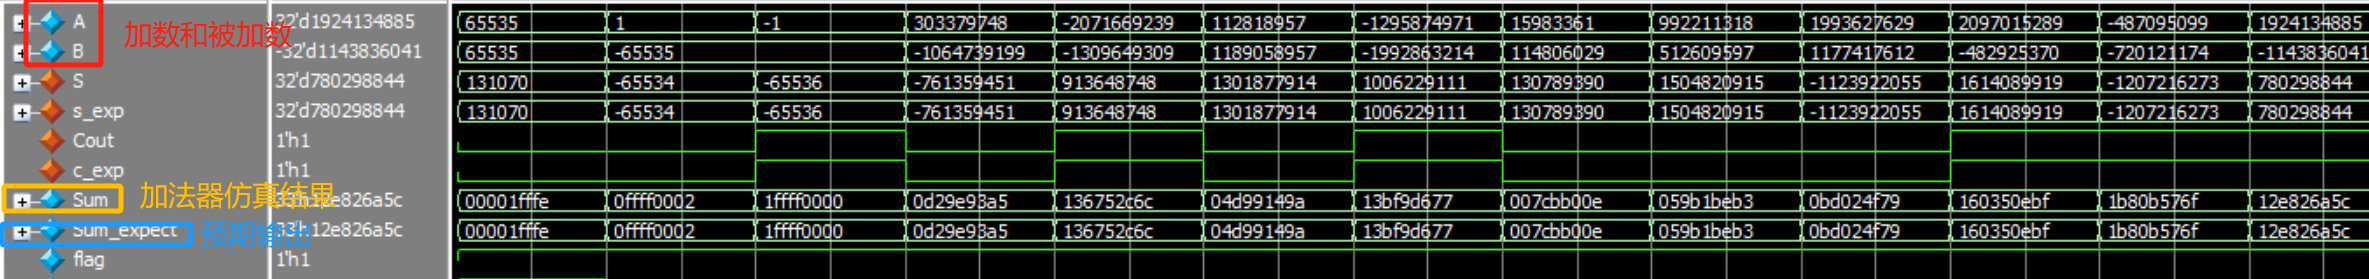 A 32'd1924134885 65535 1 -1 303379748 -2071669239 112818957 -1295874971 15983361 992211318 1993627629 2097015289 -487095099 1924134885
加数和被加数
B -32'd1143836041 65535 -65535 -1064739199 -1309649309 1189058957 -1992863214 114806029 512609597 1177417612 -482925370 -720121174 -1143836041
S 32'd780298844 131070 -65534 -65536 -761359451 913648748 1301877914 1006229111 130789390 1504820915 -1123922055 1614089919 -1207216273 780298844
s_exp 32'd780298844 131070 -65534 -65536 -761359451 913648748 1301877914 1006229111 130789390 1504820915 -1123922055 1614089919 -1207216273 780298844
Cout 1'h1
c_exp 1'h1
Sum 加法器仿真结果 e826a5c 00001fffe 0ffff0002 1ffff0000 0d29e93a5 136752c6c 04d99149a 13bf9d677 007cbb00e 059b1beb3 0bd024f79 160350ebf 1b80b576f 12e826a5c
Sum_expect 预期输出 12e826a5c 00001fffe 0ffff0002 1ffff0000 0d29e93a5 136752c6c 04d99149a 13bf9d677 007cbb00e 059b1beb3 0bd024f79 160350ebf 1b80b576f 12e826a5c
flag 1'h1